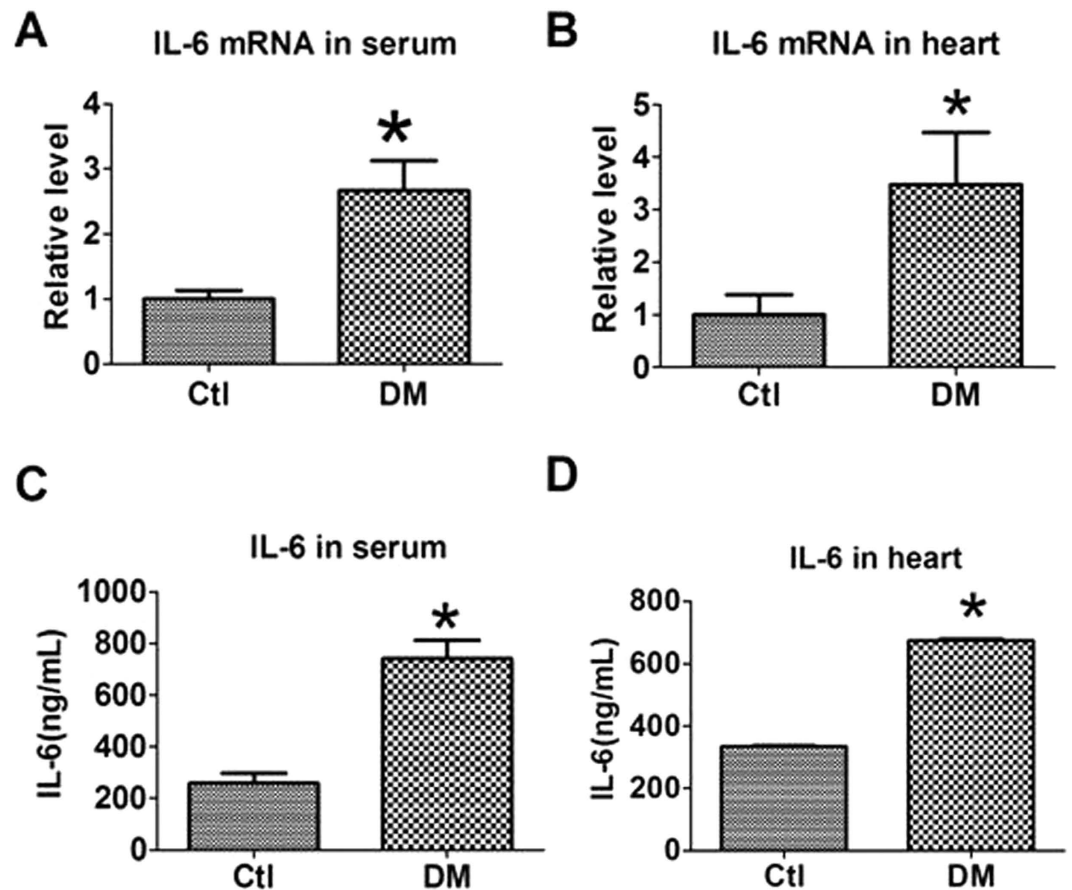 A
IL-6 mRNA in serum
Relative level
4
3
2
1
0
*
Ctl
DM
B
IL-6 mRNA in heart
Relative level
5
4
3
2
1
0
*
Ctl
DM
C
IL-6 in serum
IL-6(ng/mL)
1000
800
600
400
200
0
*
Ctl
DM
D
IL-6 in heart
IL-6(ng/mL)
800
600
400
200
0
*
Ctl
DM